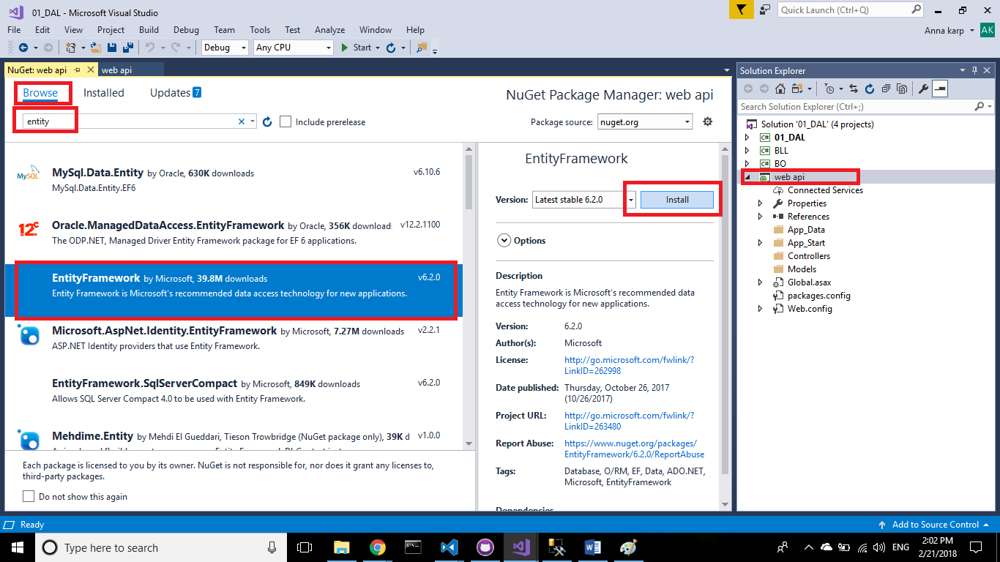 01_DAL - Microsoft Visual Studio
Quick Launch (Ctrl+Q)
File Edit View Project Build Debug Team Tools Test Analyze Window Help
Anna karp AK
Debug Any CPU Start
NuGet: web api web api
Browse Installed Updates 7
NuGet Package Manager: web api
entity
Include prerelease
Package source: nuget.org
MySQL
MySql.Data.Entity by Oracle, 630K downloads v6.10.6
MySql.Data.Entity.EF6
12c
Oracle.ManagedDataAccess.EntityFramework by Oracle, 356K download v12.2.1100
The ODP.NET, Managed Driver Entity Framework package for EF 6 applications.
EntityFramework by Microsoft, 39.8M downloads v6.2.0
Entity Framework is Microsoft's recommended data access technology for new applications.
Microsoft.AspNet.Identity.EntityFramework by Microsoft, 7.27M downloads v2.2.1
ASP.NET Identity providers that use Entity Framework.
EntityFramework.SqlServerCompact by Microsoft, 849K downloads v6.2.0
Allows SQL Server Compact 4.0 to be used with Entity Framework.
Mehdime.Entity by Mehdi El Gueddari, Tieson Trowbridge (NuGet package only), 39K d v1.0.0
Each package is licensed to you by its owner. NuGet is not responsible for, nor does it grant any licenses to,
third-party packages.
Do not show this again
EntityFramework
Version: Latest stable 6.2.0 Install
Options
Description
Entity Framework is Microsoft's recommended data
access technology for new applications.
Version: 6.2.0
Author(s): Microsoft
License: http://go.microsoft.com/fwlink/?
LinkID=262998
Date published: Thursday, October 26, 2017
(10/26/2017)
Project URL: http://go.microsoft.com/fwlink/?
LinkID=263480
Report Abuse: https://www.nuget.org/packages/
EntityFramework/6.2.0/ReportAbuse
Tags: Database, O/RM, EF, Data, ADO.NET,
Microsoft, EntityFramework
Dependencies
Solution Explorer
Search Solution Explorer (Ctrl+;)
Solution '01_DAL' (4 projects)
C# 01_DAL
C# BLL
C# BO
web api
Connected Services
Properties
References
App_Data
App_Start
Controllers
Models
Global.asax
packages.config
Web.config
Ready
Add to Source Control
Type here to search
ENG
2:02 PM
2/21/2018